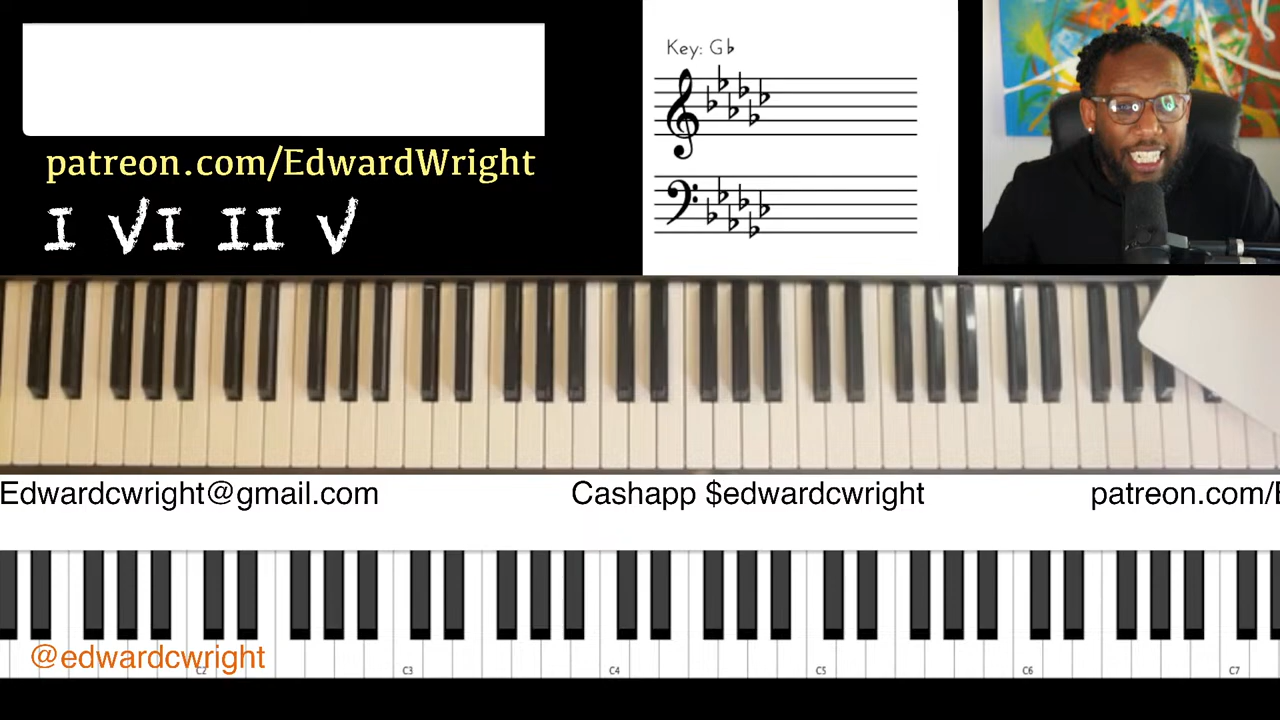 Key: G♭
patreon.com/EdwardWright
I VI II V
Edwardcwright@gmail.com Cashapp $edwardcwright patreon.com/E
@edwardcwright
C2 C3 C4 C5 C6 C7